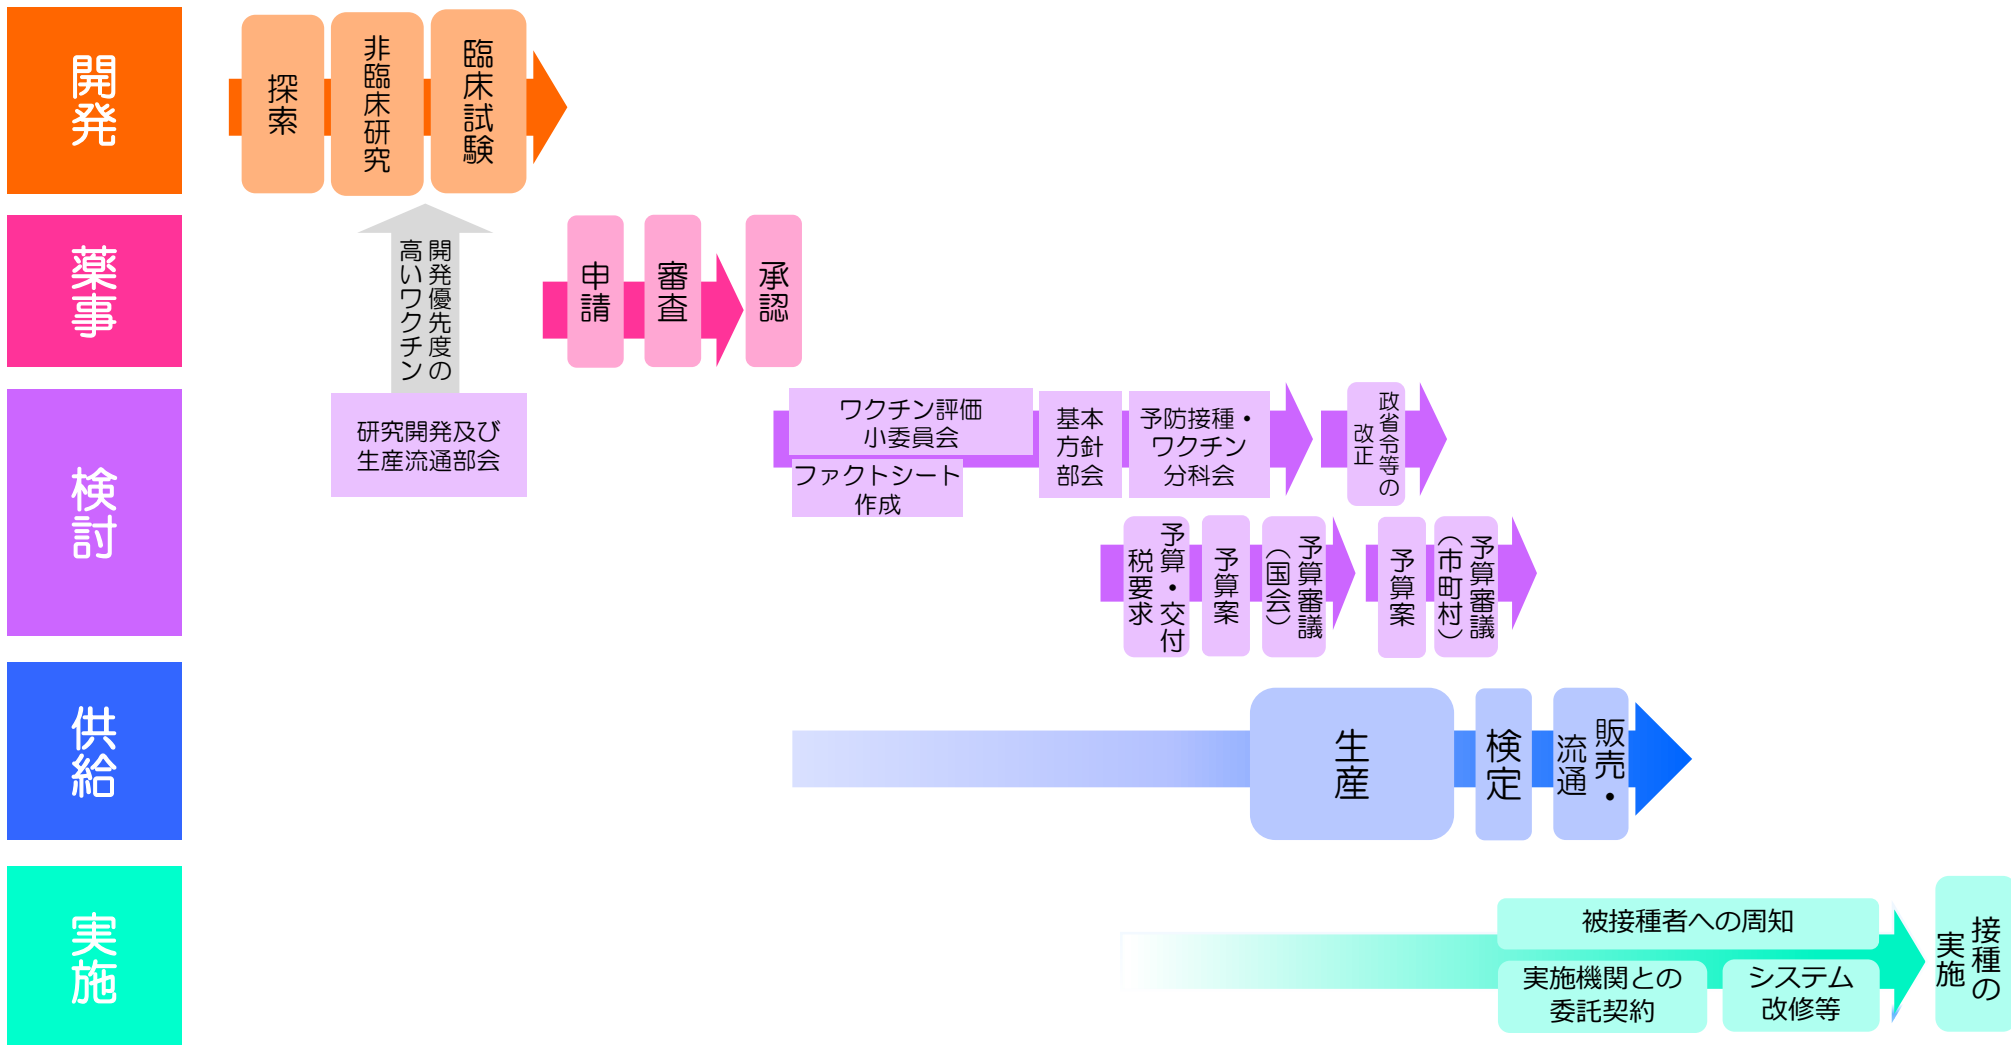 開発
探索
非臨床研究
臨床試験
薬事
開発優先度の
高いワクチン
申請
審査
承認
検討
研究開発及び
生産流通部会
ワクチン評価
小委員会
ファクトシート
作成
基本
方針
部会
予防接種・
ワクチン
分科会
政省令等の
改正
予算・交付
税要求
予算案
予算審議
（国会）
予算案
予算審議
（市町村）
供給
生産
検定
販売・
流通
実施
被接種者への周知
実施機関との
委託契約
システム
改修等
接種の
実施